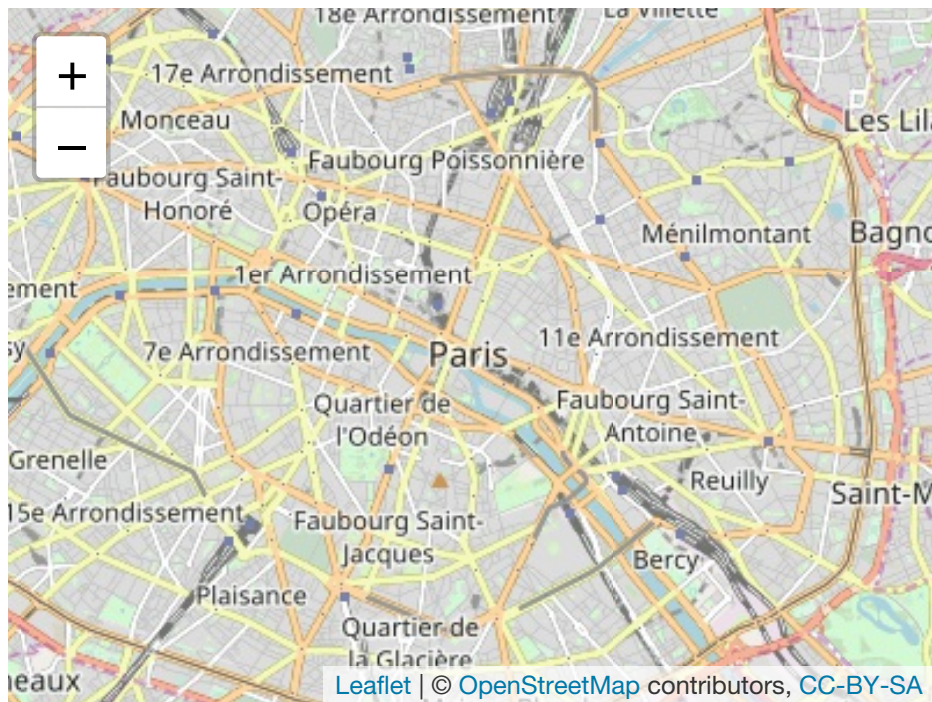 18e Arrondissement
La Villette
+
17e Arrondissement
Monceau
Les Lila
−
Faubourg Poissonnière
Faubourg Saint-
Honoré
Opéra
Ménilmontant
Bagno
1er Arrondissement
ement
11e Arrondissement
sy
7e Arrondissement
Paris
Quartier de
l'Odéon
Faubourg Saint-
Antoine
Grenelle
Reuilly
Saint-M
15e Arrondissement
Faubourg Saint-
Jacques
Bercy
Plaisance
Quartier de
la Glacière
neaux
Leaflet | © OpenStreetMap contributors, CC-BY-SA